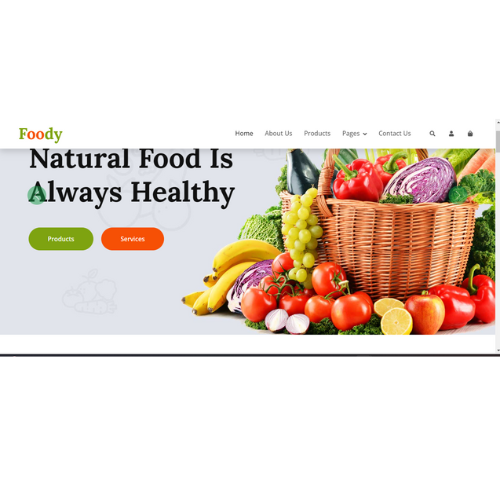 Foody
Home About Us Products Pages Contact Us
Natural Food Is
Always Healthy
Products Services